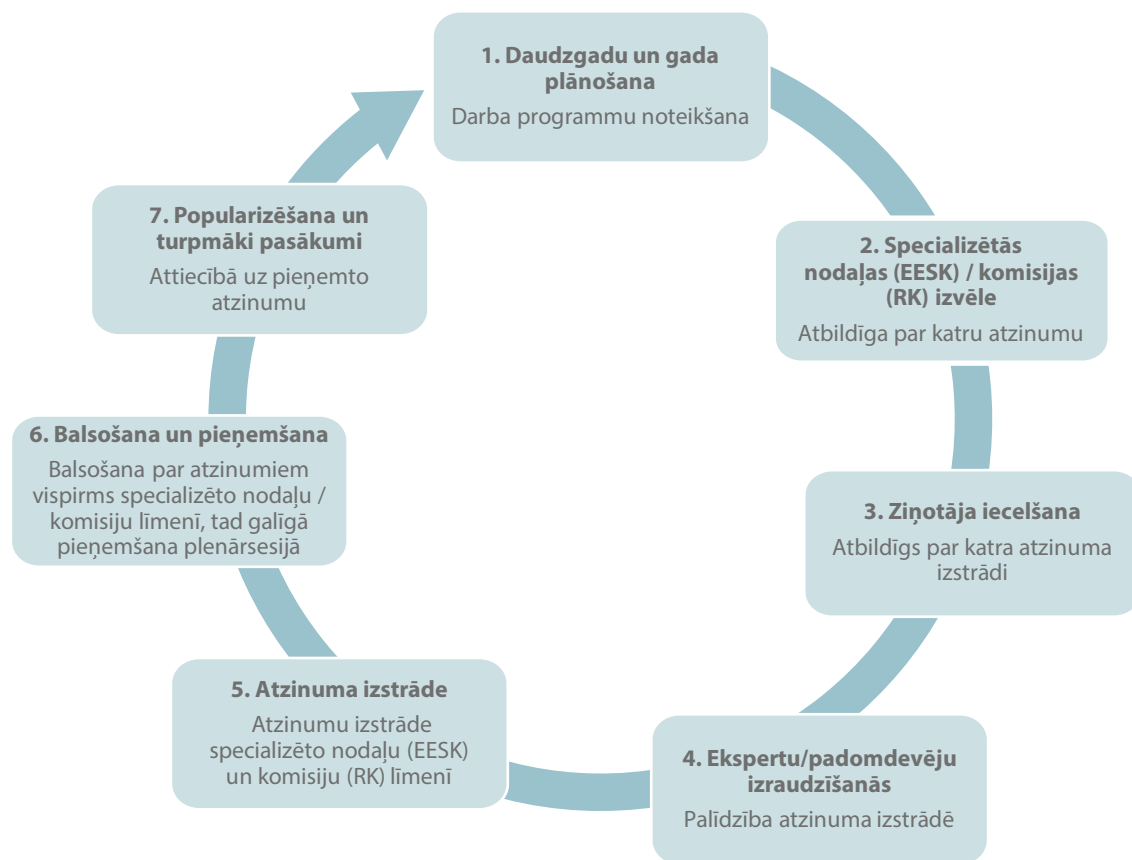 1. Daudzgadu un gada
plānošana
Darba programmu noteikšana
2. Specializētās
nodaļas (EESK) / komisijas
(RK) izvēle
Atbildīga par katru atzinumu
3. Ziņotāja iecelšana
Atbildīgs par katra atzinuma
izstrādi
4. Ekspertu/padomdevēju
izraudzīšanās
Palīdzība atzinuma izstrādē
5. Atzinuma izstrāde
Atzinumu izstrāde
specializēto nodaļu (EESK)
un komisiju (RK) līmenī
6. Balsošana un pieņemšana
Balsošana par atzinumiem
vispirms specializēto nodaļu /
komisiju līmenī, tad galīgā
pieņemšana plenārsesijā
7. Popularizēšana un
turpmāki pasākumi
Attiecībā uz pieņemto
atzinumu